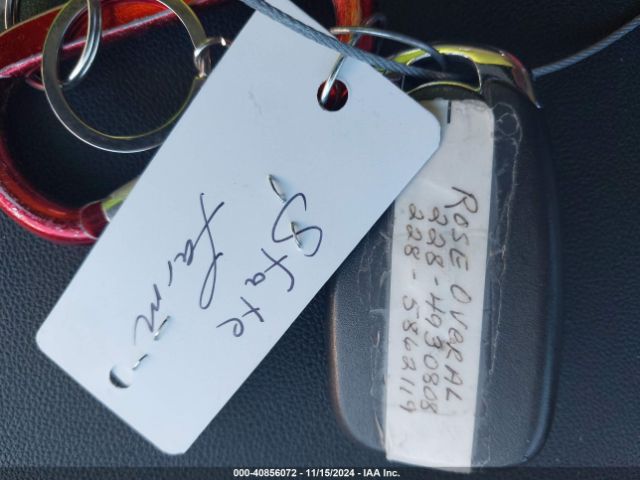 State
farm
ROSE OVERAL
228-4930808
228-5862119
000-40856072 - 11/15/2024 - IAA Inc.